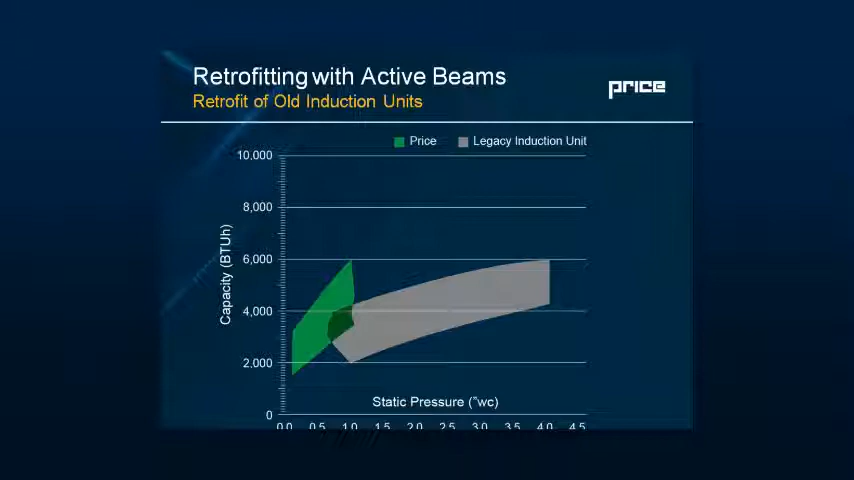 Retrofitting with Active Beams
Retrofit of Old Induction Units
price
Price
Legacy Induction Unit
10,000
8,000
6,000
4,000
2,000
0
Capacity (BTUh)
Static Pressure ("wc)
0.0 0.5 1.0 1.5 2.0 2.5 3.0 3.5 4.0 4.5